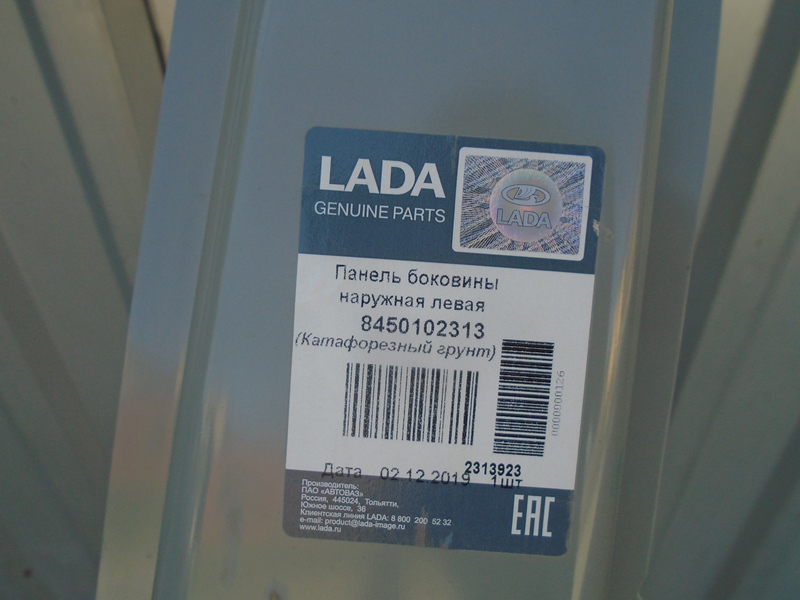 LADA
GENUINE PARTS
LADA
Панель боковины
наружная левая
8450102313
(Катафорезный грунт)
0000000126
2313923
Дата 02.12.2019 1шт
Производитель:
ПАО «АВТОВАЗ»
Россия, 445024, Тольятти,
Южное шоссе, 36
Клиентская линия LADA: 8 800 200 52 32
e-mail: product@lada-image.ru
www.lada.ru
EAC